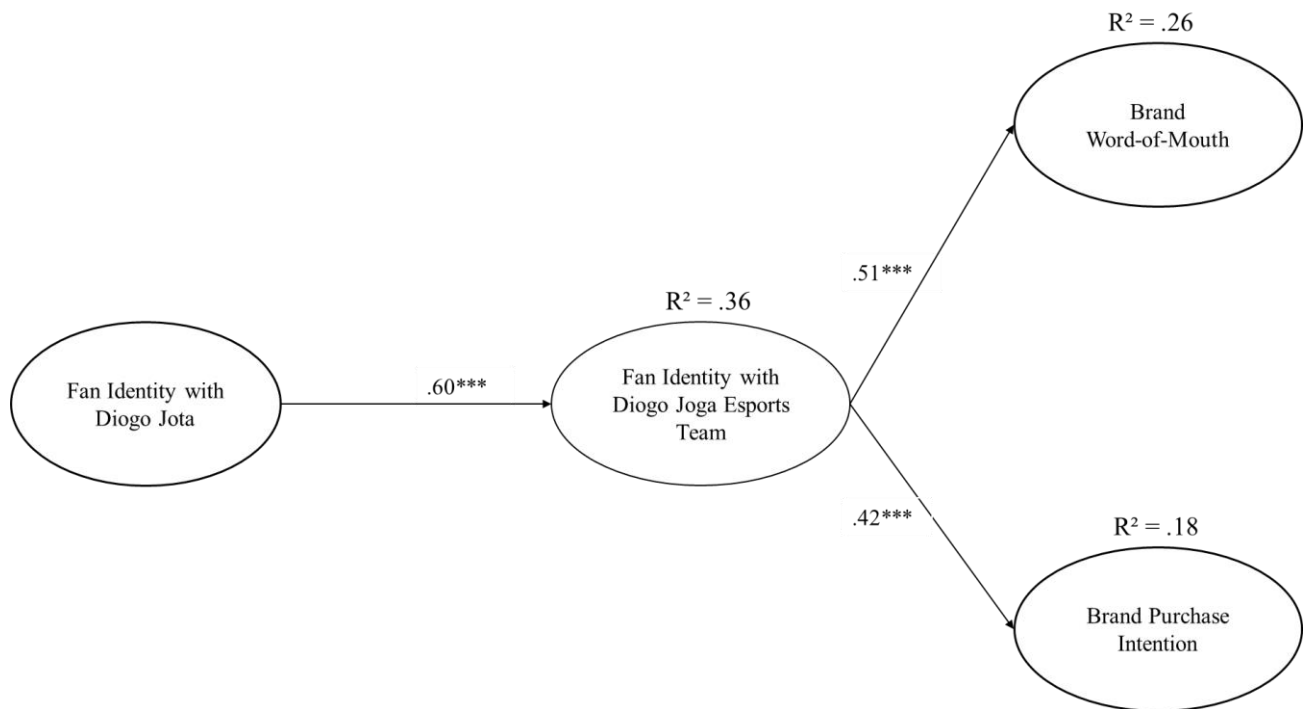 R² = .26
Brand
Word-of-Mouth
.51***
R² = .36
Fan Identity with
Diogo Jota
.60***
Fan Identity with
Diogo Joga Esports
Team
.42***
R² = .18
Brand Purchase
Intention